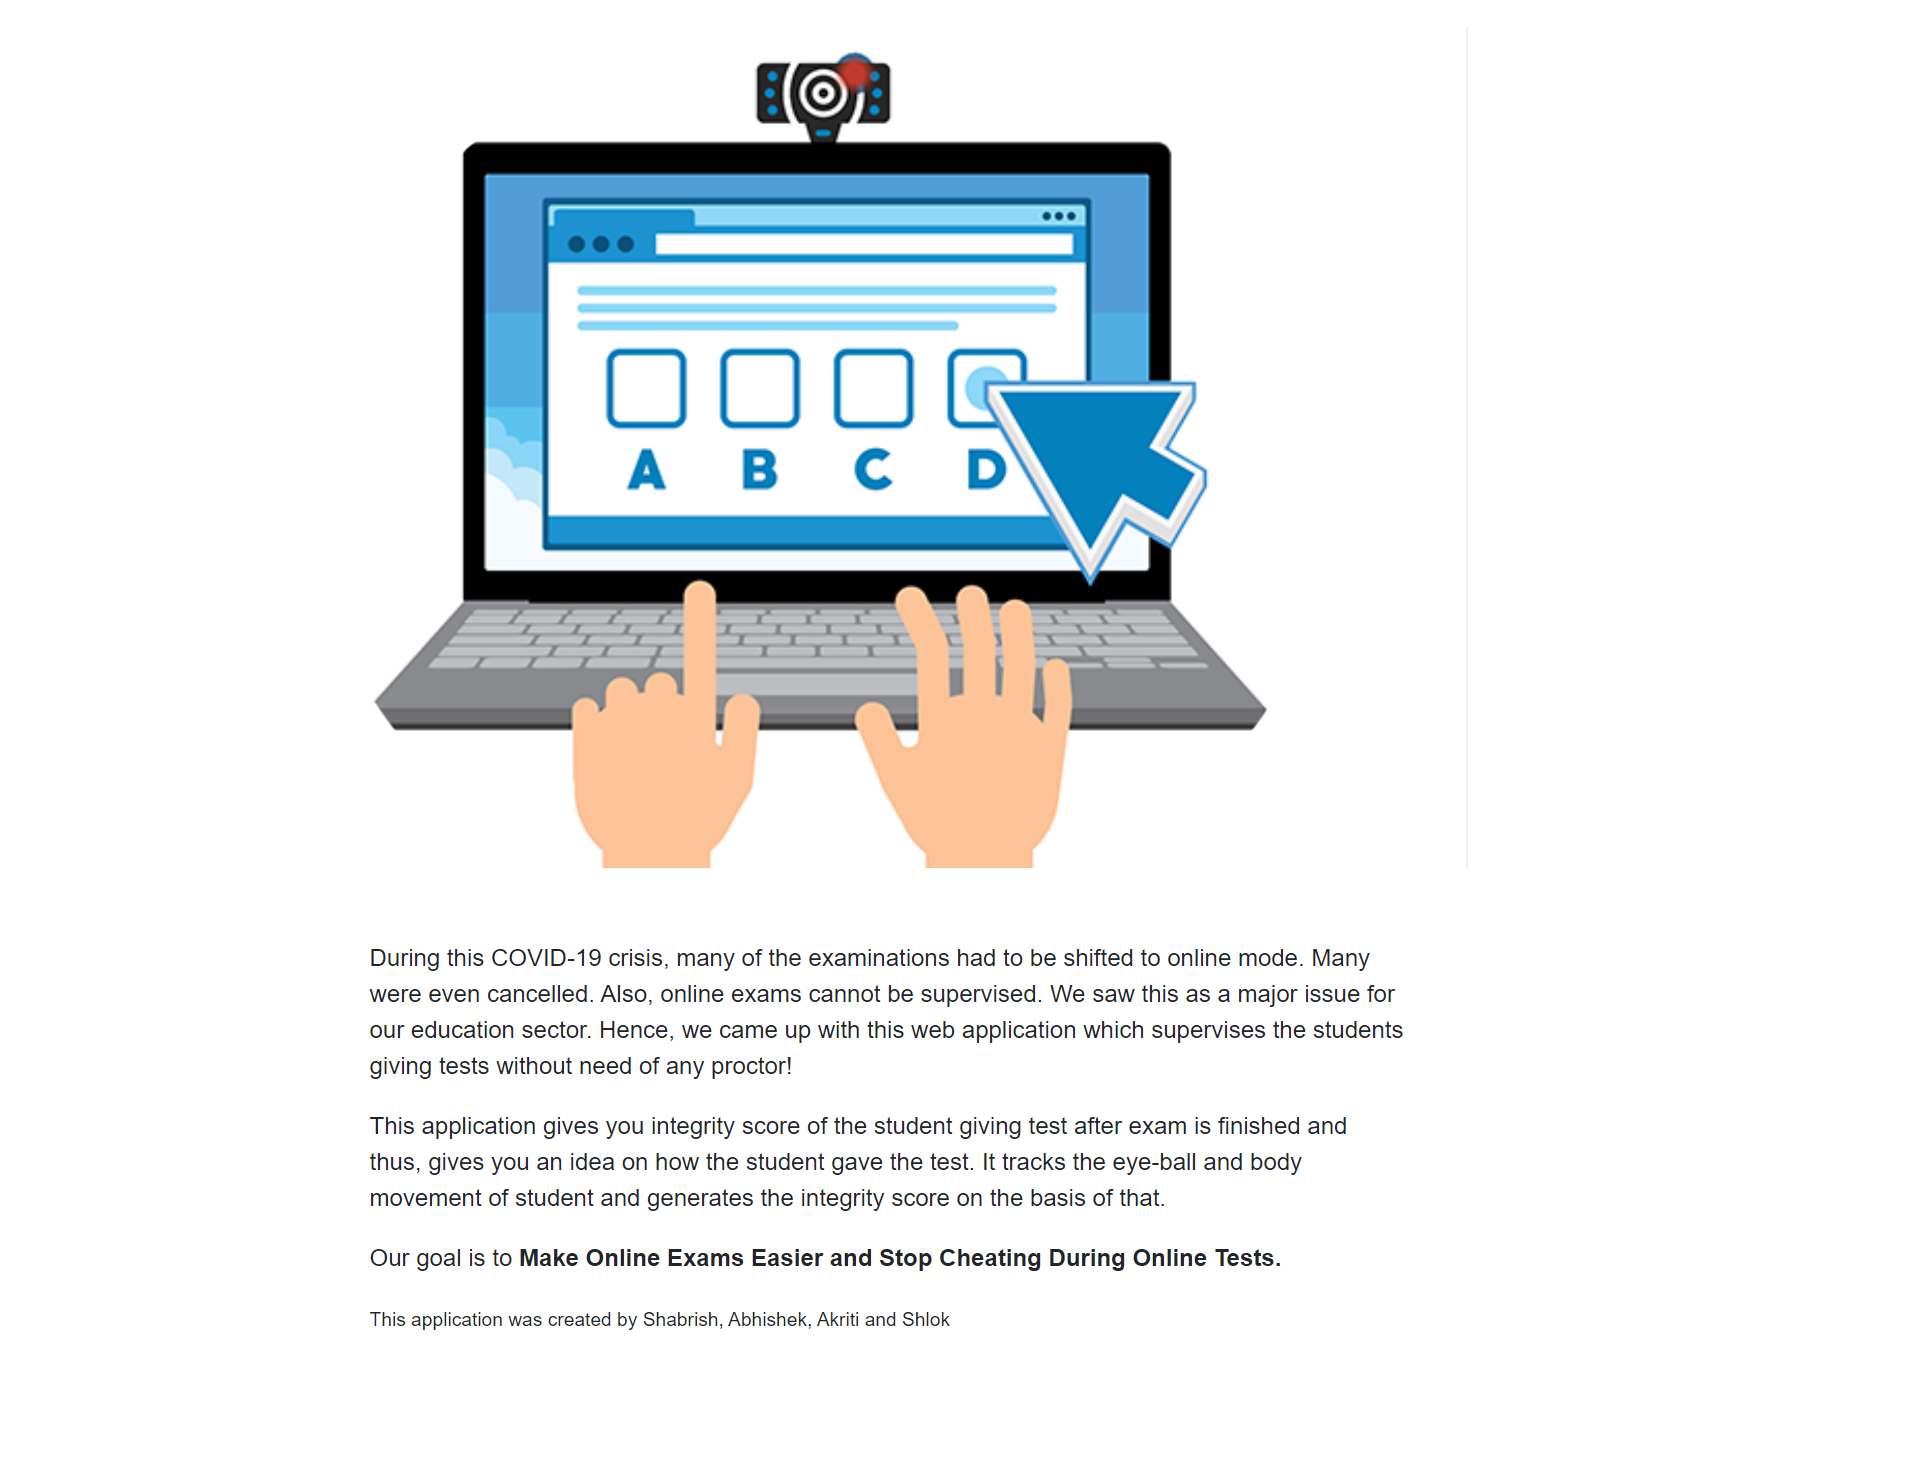 A B C D
During this COVID-19 crisis, many of the examinations had to be shifted to online mode. Many
were even cancelled. Also, online exams cannot be supervised. We saw this as a major issue for
our education sector. Hence, we came up with this web application which supervises the students
giving tests without need of any proctor!
This application gives you integrity score of the student giving test after exam is finished and
thus, gives you an idea on how the student gave the test. It tracks the eye-ball and body
movement of student and generates the integrity score on the basis of that.
Our goal is to Make Online Exams Easier and Stop Cheating During Online Tests.
This application was created by Shabrish, Abhishek, Akriti and Shlok